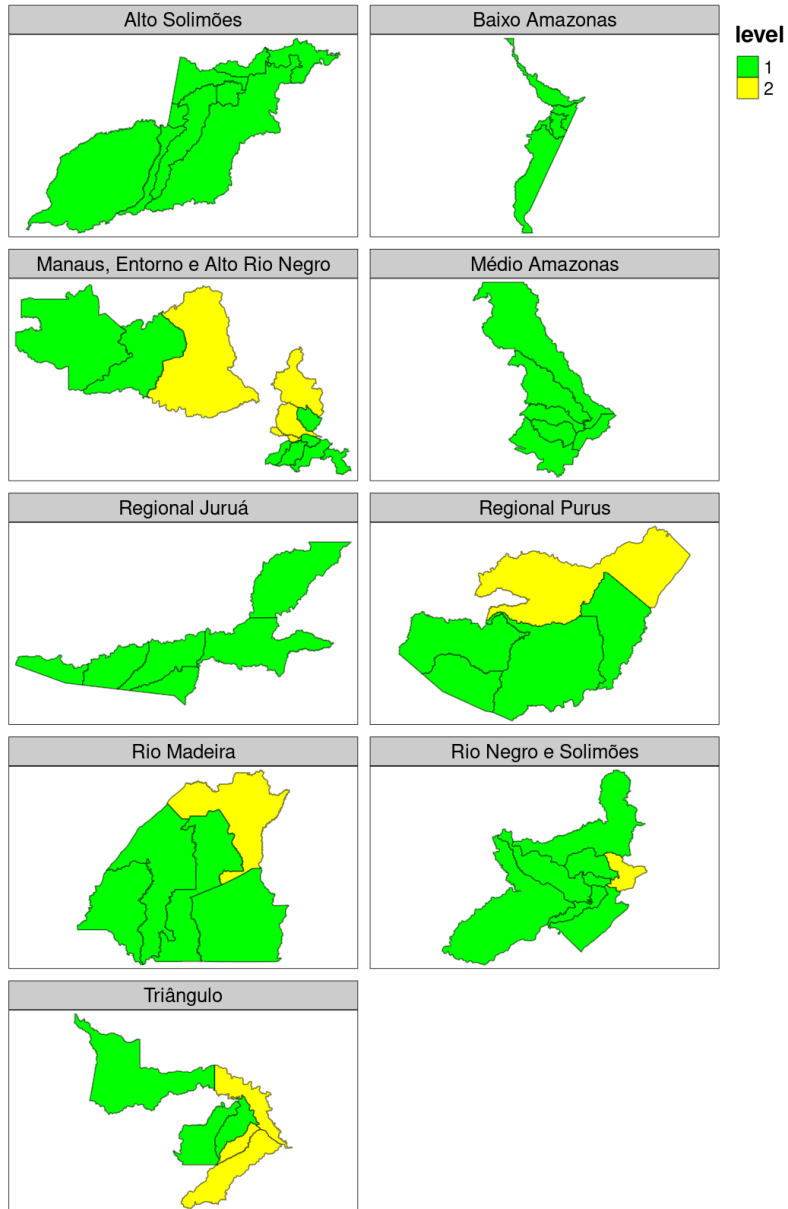 Alto Solimões
Baixo Amazonas
level
1
2
Manaus, Entorno e Alto Rio Negro
Médio Amazonas
Regional Juruá
Regional Purus
Rio Madeira
Rio Negro e Solimões
Triângulo